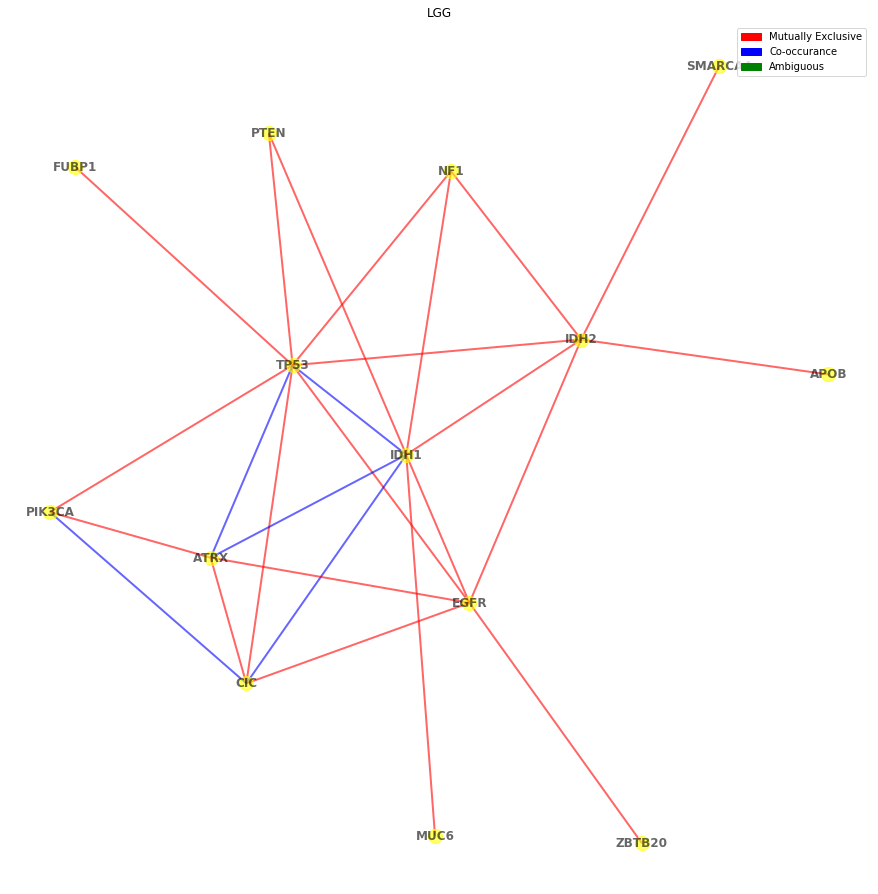 LGG
Mutually Exclusive
Co-occurance
Ambiguous
SMARCA
PTEN
FUBP1
NF1
IDH2
TP53
APOB
IDH1
PIK3CA
ATRX
EGFR
CIC
MUC6
ZBTB20